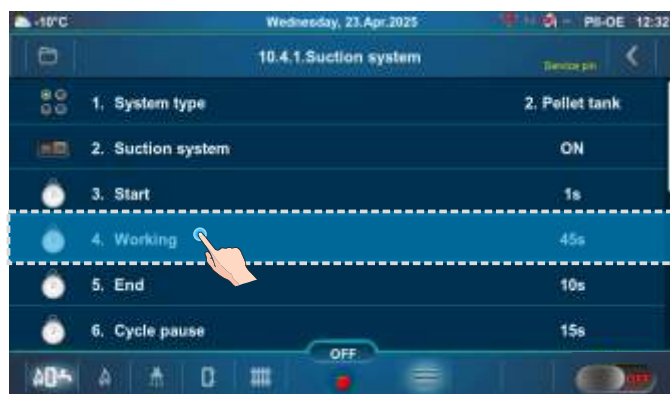 -10°C Wednesday, 23.Apr.2025 PII-OE 12:32
10.4.1.Suction system
Service pin
1. System type 2. Pellet tank
2. Suction system ON
3. Start 1s
4. Working 45s
5. End 10s
6. Cycle pause 15s
OFF
OFF